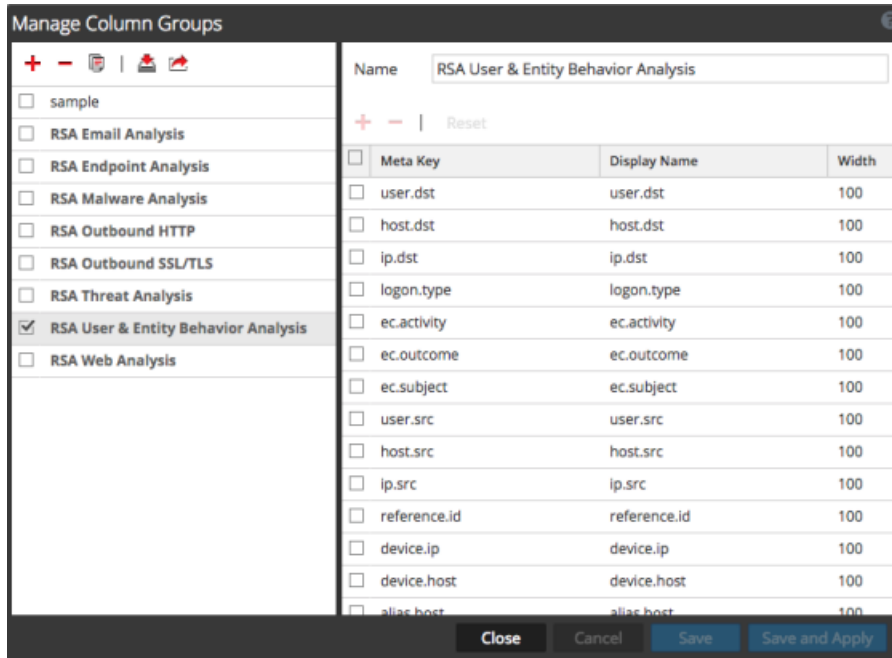 Manage Column Groups
Name RSA User & Entity Behavior Analysis
sample
RSA Email Analysis
RSA Endpoint Analysis
RSA Malware Analysis
RSA Outbound HTTP
RSA Outbound SSL/TLS
RSA Threat Analysis
RSA User & Entity Behavior Analysis
RSA Web Analysis
Reset
Meta Key Display Name Width
user.dst user.dst 100
host.dst host.dst 100
ip.dst ip.dst 100
logon.type logon.type 100
ec.activity ec.activity 100
ec.outcome ec.outcome 100
ec.subject ec.subject 100
user.src user.src 100
host.src host.src 100
ip.src ip.src 100
reference.id reference.id 100
device.ip device.ip 100
device.host device.host 100
alias.host alias.host 100
Close Cancel Save Save and Apply